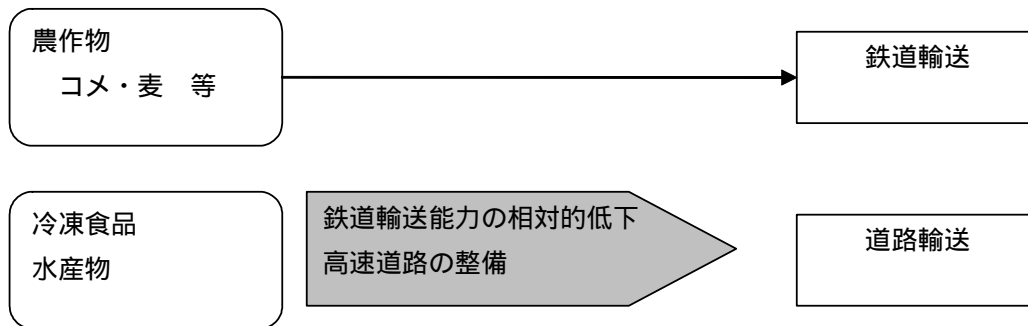 農作物
コメ・麦　等
鉄道輸送
冷凍食品
水産物
鉄道輸送能力の相対的低下
高速道路の整備
道路輸送